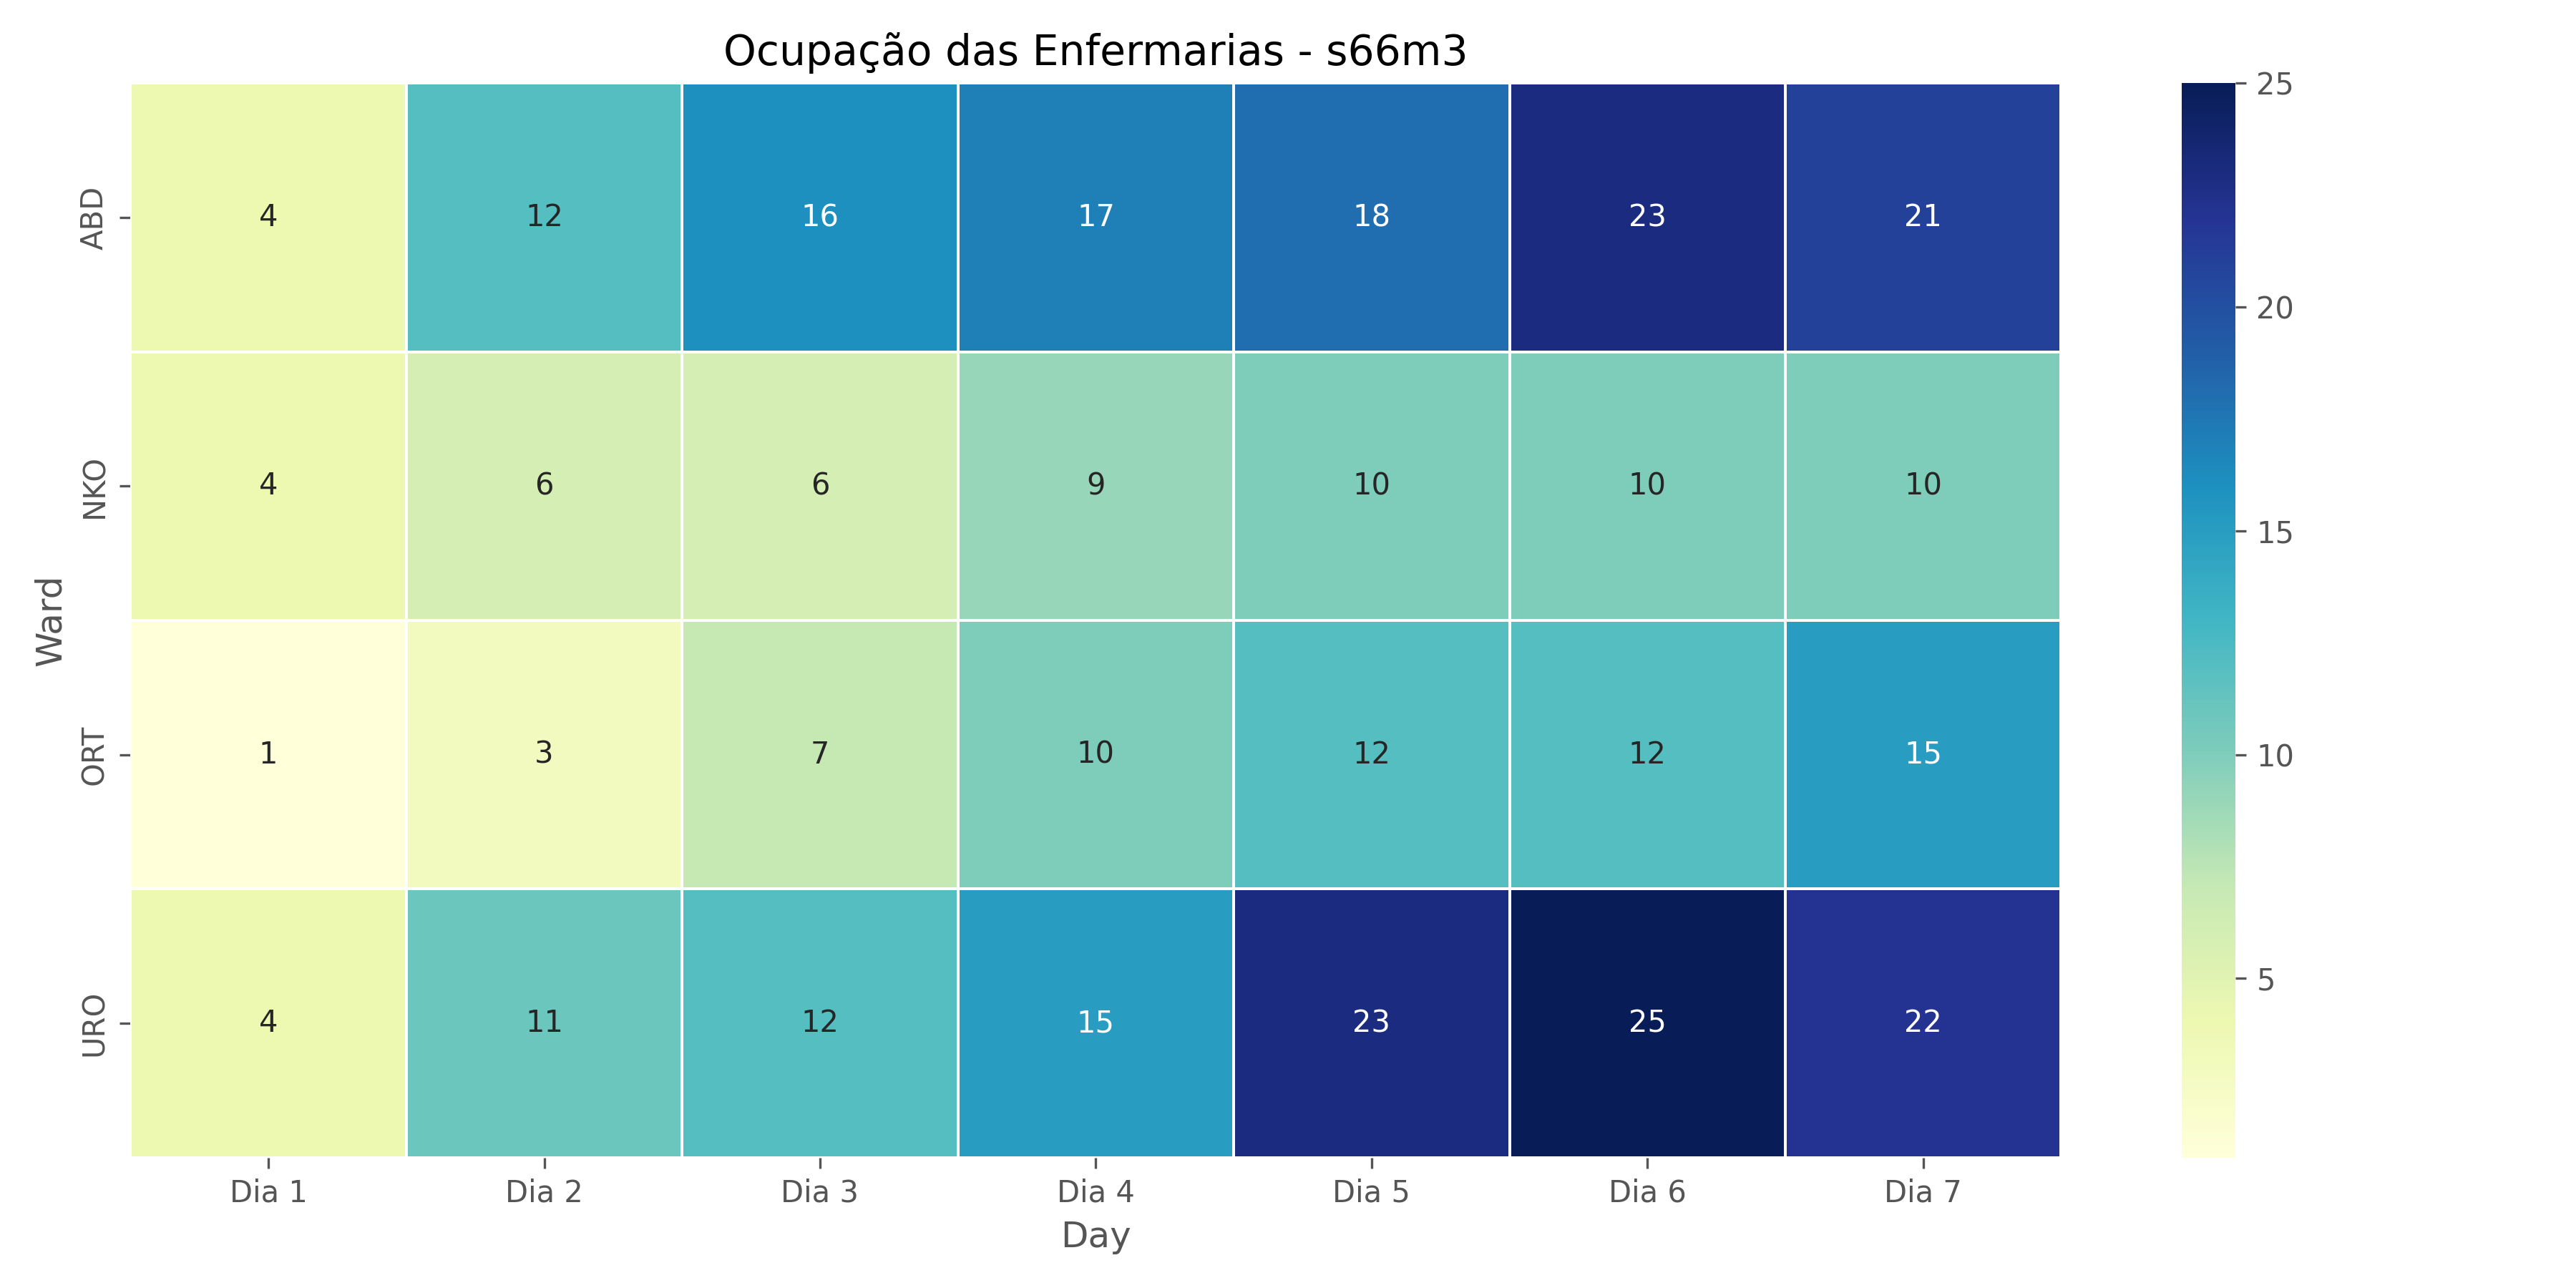 Ocupação das Enfermarias - s66m3
ABD 4 12 16 17 18 23 21
NKO 4 6 6 9 10 10 10
ORT 1 3 7 10 12 12 15
URO 4 11 12 15 23 25 22
Ward
Dia 1 Dia 2 Dia 3 Dia 4 Dia 5 Dia 6 Dia 7
Day
25
20
15
10
5